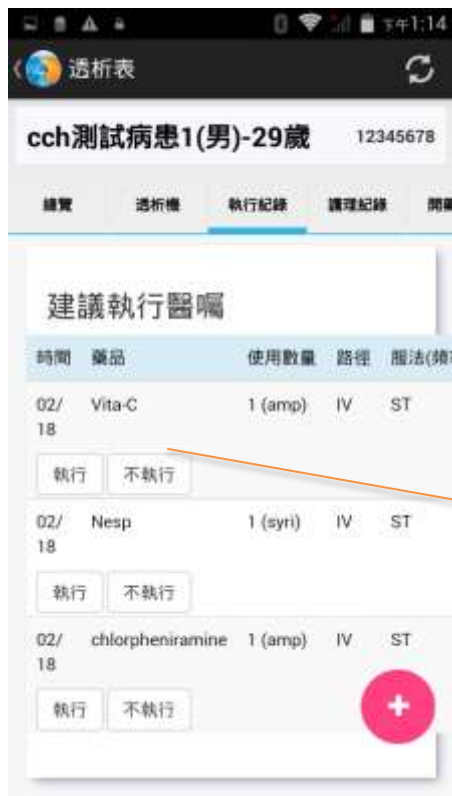 下午1:14
透析表
cch測試病患1(男)-29歲 12345678
總覽 透析機 執行紀錄 護理紀錄
建議執行醫囑
時間 藥品 使用數量 路徑 服法(頻
02/ Vita-C 1 (amp) IV ST
18
執行 不執行
02/ Nesp 1 (syri) IV ST
18
執行 不執行
02/ chlorpheniramine 1 (amp) IV ST
18
執行 不執行